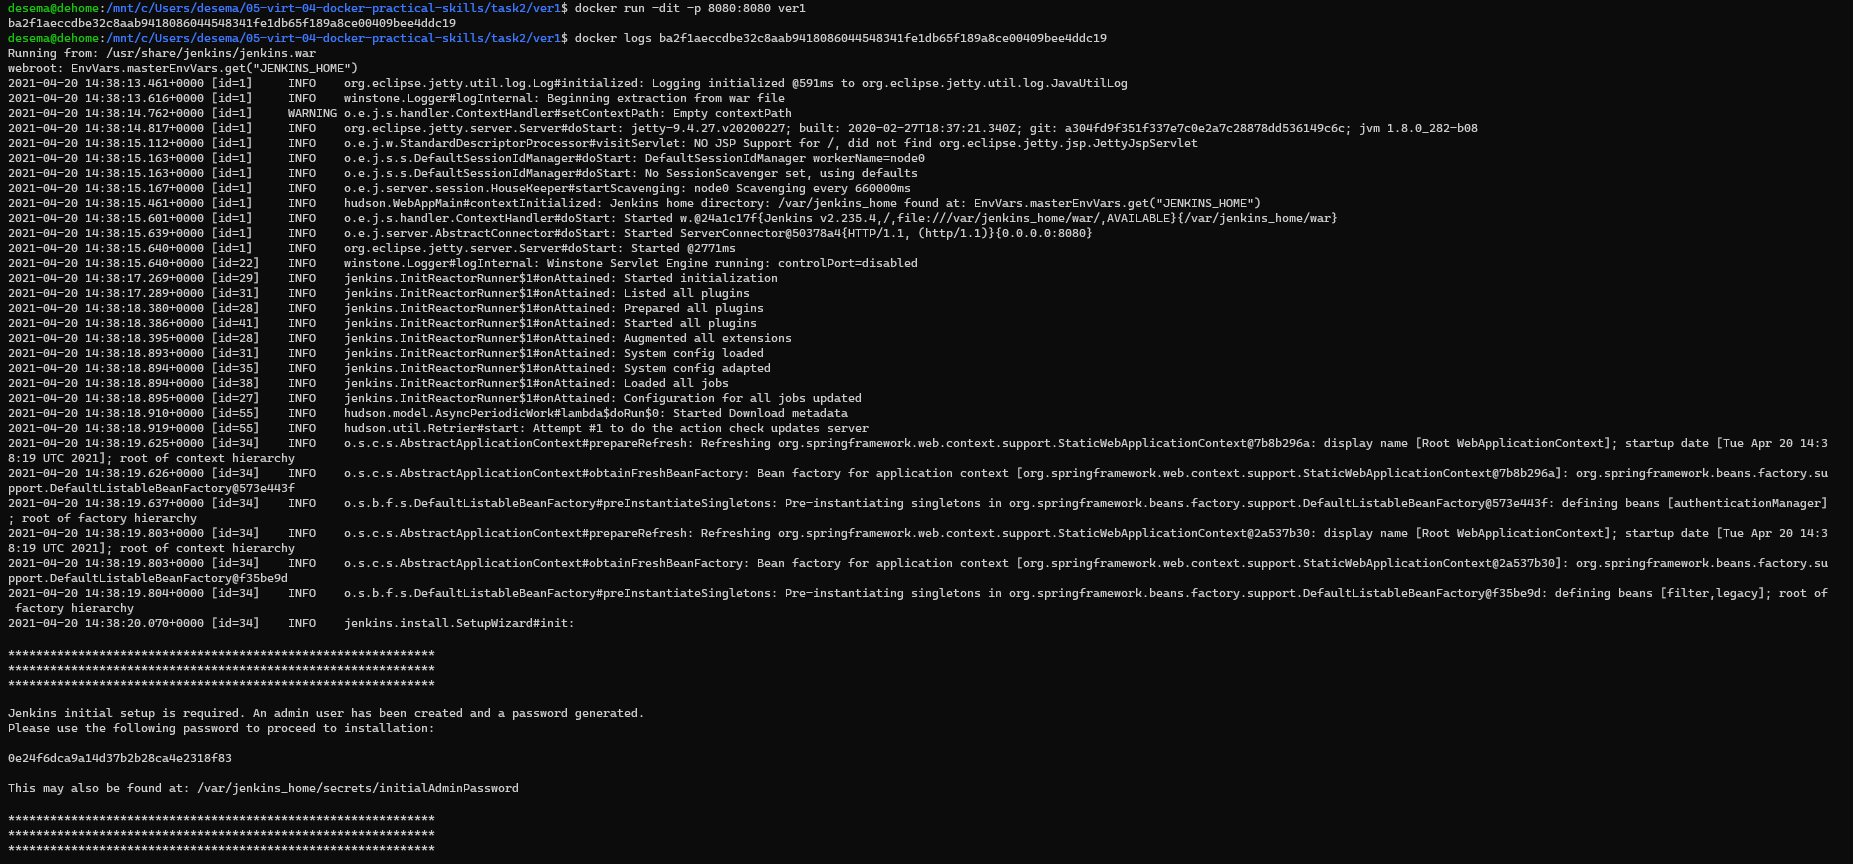 desema@dehome:/mnt/c/Users/desema/05-virt-04-docker-practical-skills/task2/ver1$ docker run -dit -p 8080:8080 ver1
ba2f1aeccdbe32c8aab9418086044548341fe1db65f189a8ce00409bee4ddc19
desema@dehome:/mnt/c/Users/desema/05-virt-04-docker-practical-skills/task2/ver1$ docker logs ba2f1aeccdbe32c8aab9418086044548341fe1db65f189a8ce00409bee4ddc19
Running from: /usr/share/jenkins/jenkins.war
webroot: EnvVars.masterEnvVars.get("JENKINS_HOME")
2021-04-20 14:38:13.461+0000 [id=1]     INFO    org.eclipse.jetty.util.log.Log#initialized: Logging initialized @591ms to org.eclipse.jetty.util.log.JavaUtilLog
2021-04-20 14:38:13.616+0000 [id=1]     INFO    winstone.Logger#logInternal: Beginning extraction from war file
2021-04-20 14:38:14.762+0000 [id=1]     WARNING o.e.j.s.handler.ContextHandler#setContextPath: Empty contextPath
2021-04-20 14:38:14.817+0000 [id=1]     INFO    org.eclipse.jetty.server.Server#doStart: jetty-9.4.27.v20200227; built: 2020-02-27T18:37:21.340Z; git: a304fd9f351f337e7c0e2a7c28878dd536149c6c; jvm 1.8.0_282-b08
2021-04-20 14:38:15.112+0000 [id=1]     INFO    o.e.j.w.StandardDescriptorProcessor#visitServlet: NO JSP Support for /, did not find org.eclipse.jetty.jsp.JettyJspServlet
2021-04-20 14:38:15.163+0000 [id=1]     INFO    o.e.j.s.s.DefaultSessionIdManager#doStart: DefaultSessionIdManager workerName=node0
2021-04-20 14:38:15.163+0000 [id=1]     INFO    o.e.j.s.s.DefaultSessionIdManager#doStart: No SessionScavenger set, using defaults
2021-04-20 14:38:15.167+0000 [id=1]     INFO    o.e.j.server.session.HouseKeeper#startScavenging: node0 Scavenging every 660000ms
2021-04-20 14:38:15.461+0000 [id=1]     INFO    hudson.WebAppMain#contextInitialized: Jenkins home directory: /var/jenkins_home found at: EnvVars.masterEnvVars.get("JENKINS_HOME")
2021-04-20 14:38:15.601+0000 [id=1]     INFO    o.e.j.s.handler.ContextHandler#doStart: Started w.@24a1c17f{Jenkins v2.235.4,/,file:///var/jenkins_home/war/,AVAILABLE}{/var/jenkins_home/war}
2021-04-20 14:38:15.639+0000 [id=1]     INFO    o.e.j.server.AbstractConnector#doStart: Started ServerConnector@50378a4{HTTP/1.1, (http/1.1)}{0.0.0.0:8080}
2021-04-20 14:38:15.640+0000 [id=1]     INFO    org.eclipse.jetty.server.Server#doStart: Started @2771ms
2021-04-20 14:38:15.640+0000 [id=22]    INFO    winstone.Logger#logInternal: Winstone Servlet Engine running: controlPort=disabled
2021-04-20 14:38:17.269+0000 [id=29]    INFO    jenkins.InitReactorRunner$1#onAttained: Started initialization
2021-04-20 14:38:17.289+0000 [id=31]    INFO    jenkins.InitReactorRunner$1#onAttained: Listed all plugins
2021-04-20 14:38:18.380+0000 [id=28]    INFO    jenkins.InitReactorRunner$1#onAttained: Prepared all plugins
2021-04-20 14:38:18.386+0000 [id=41]    INFO    jenkins.InitReactorRunner$1#onAttained: Started all plugins
2021-04-20 14:38:18.395+0000 [id=28]    INFO    jenkins.InitReactorRunner$1#onAttained: Augmented all extensions
2021-04-20 14:38:18.893+0000 [id=31]    INFO    jenkins.InitReactorRunner$1#onAttained: System config loaded
2021-04-20 14:38:18.894+0000 [id=35]    INFO    jenkins.InitReactorRunner$1#onAttained: System config adapted
2021-04-20 14:38:18.894+0000 [id=38]    INFO    jenkins.InitReactorRunner$1#onAttained: Loaded all jobs
2021-04-20 14:38:18.895+0000 [id=27]    INFO    jenkins.InitReactorRunner$1#onAttained: Configuration for all jobs updated
2021-04-20 14:38:18.910+0000 [id=55]    INFO    hudson.model.AsyncPeriodicWork#lambda$doRun$0: Started Download metadata
2021-04-20 14:38:18.919+0000 [id=55]    INFO    hudson.util.Retrier#start: Attempt #1 to do the action check updates server
2021-04-20 14:38:19.625+0000 [id=34]    INFO    o.s.c.s.AbstractApplicationContext#prepareRefresh: Refreshing org.springframework.web.context.support.StaticWebApplicationContext@7b8b296a: display name [Root WebApplicationContext]; startup date [Tue Apr 20 14:3
8:19 UTC 2021]; root of context hierarchy
2021-04-20 14:38:19.626+0000 [id=34]    INFO    o.s.c.s.AbstractApplicationContext#obtainFreshBeanFactory: Bean factory for application context [org.springframework.web.context.support.StaticWebApplicationContext@7b8b296a]: org.springframework.beans.factory.su
pport.DefaultListableBeanFactory@573e443f
2021-04-20 14:38:19.637+0000 [id=34]    INFO    o.s.b.f.s.DefaultListableBeanFactory#preInstantiateSingletons: Pre-instantiating singletons in org.springframework.beans.factory.support.DefaultListableBeanFactory@573e443f: defining beans [authenticationManager]
; root of factory hierarchy
2021-04-20 14:38:19.803+0000 [id=34]    INFO    o.s.c.s.AbstractApplicationContext#prepareRefresh: Refreshing org.springframework.web.context.support.StaticWebApplicationContext@2a537b30: display name [Root WebApplicationContext]; startup date [Tue Apr 20 14:3
8:19 UTC 2021]; root of context hierarchy
2021-04-20 14:38:19.803+0000 [id=34]    INFO    o.s.c.s.AbstractApplicationContext#obtainFreshBeanFactory: Bean factory for application context [org.springframework.web.context.support.StaticWebApplicationContext@2a537b30]: org.springframework.beans.factory.su
pport.DefaultListableBeanFactory@f35be9d
2021-04-20 14:38:19.804+0000 [id=34]    INFO    o.s.b.f.s.DefaultListableBeanFactory#preInstantiateSingletons: Pre-instantiating singletons in org.springframework.beans.factory.support.DefaultListableBeanFactory@f35be9d: defining beans [filter,legacy]; root of
 factory hierarchy
2021-04-20 14:38:20.070+0000 [id=34]    INFO    jenkins.install.SetupWizard#init:

*************************************************************
*************************************************************
*************************************************************

Jenkins initial setup is required. An admin user has been created and a password generated.
Please use the following password to proceed to installation:

0e24f6dca9a14d37b2b28ca4e2318f83

This may also be found at: /var/jenkins_home/secrets/initialAdminPassword

*************************************************************
*************************************************************
*************************************************************